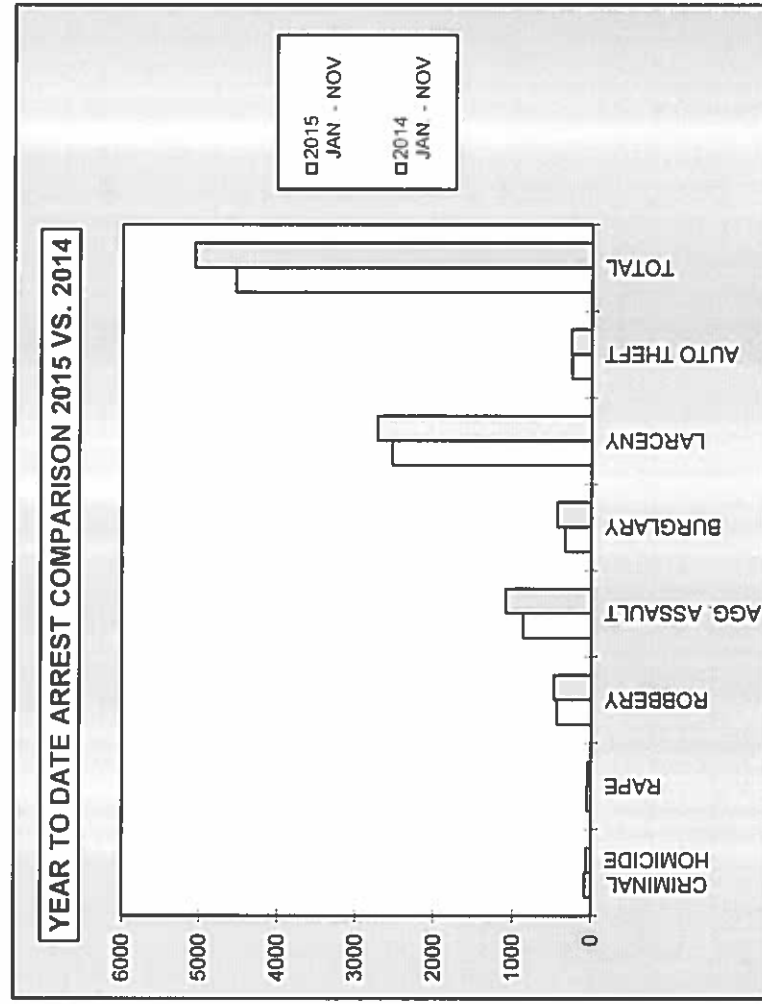 YEAR TO DATE ARREST COMPARISON 2015 VS. 2014
6000
5000
4000
3000
2000
1000
0
CRIMINAL
HOMICIDE
RAPE
ROBBERY
AGG. ASSAULT
BURGLARY
LARCENY
AUTO THEFT
TOTAL
2015
JAN. - NOV
2014
JAN. - NOV